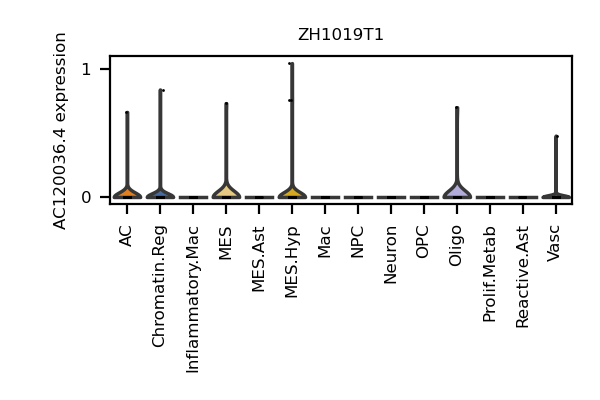 ZH1019T1
AC120036.4 expression
1
0
AC
Chromatin.Reg
Inflammatory.Mac
MES
MES.Ast
MES.Hyp
Mac
NPC
Neuron
OPC
Oligo
Prolif.Metab
Reactive.Ast
Vasc